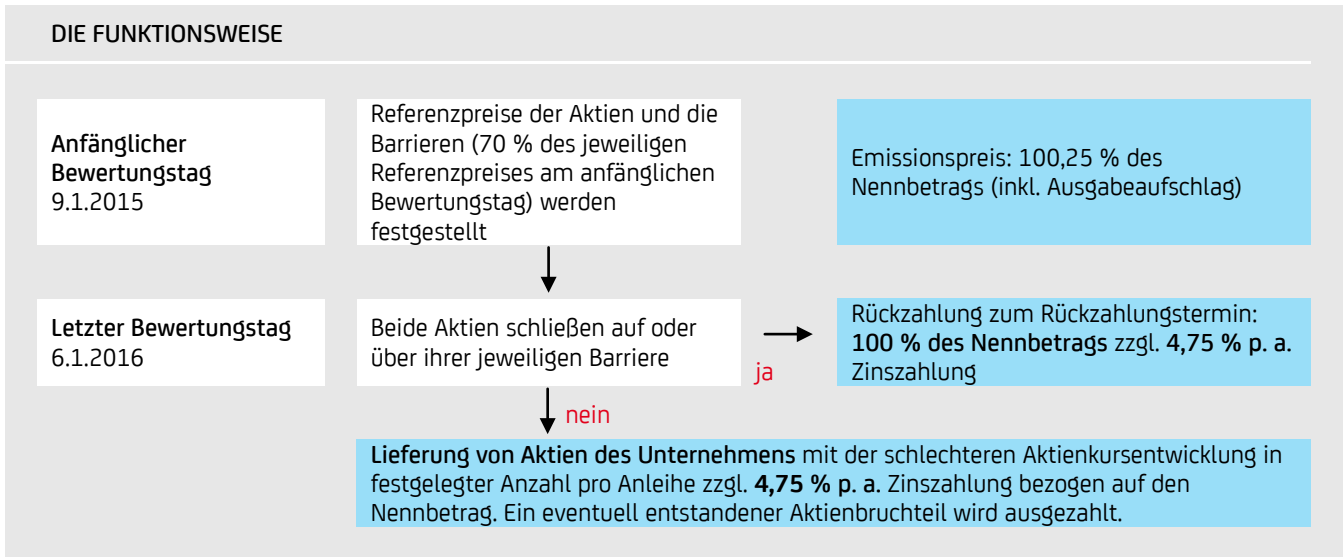 DIE FUNKTIONSWEISE
Anfänglicher
Bewertungstag
9.1.2015
Referenzpreise der Aktien und die
Barrieren (70 % des jeweiligen
Referenzpreises am anfänglichen
Bewertungstag) werden
festgestellt
Emissionspreis: 100,25 % des
Nennbetrags (inkl. Ausgabeaufschlag)
Letzter Bewertungstag
6.1.2016
Beide Aktien schließen auf oder
über ihrer jeweiligen Barriere
ja
Rückzahlung zum Rückzahlungstermin:
100 % des Nennbetrags zzgl. 4,75 % p. a.
Zinszahlung
nein
Lieferung von Aktien des Unternehmens mit der schlechteren Aktienkursentwicklung in
festgelegter Anzahl pro Anleihe zzgl. 4,75 % p. a. Zinszahlung bezogen auf den
Nennbetrag. Ein eventuell entstandener Aktienbruchteil wird ausgezahlt.